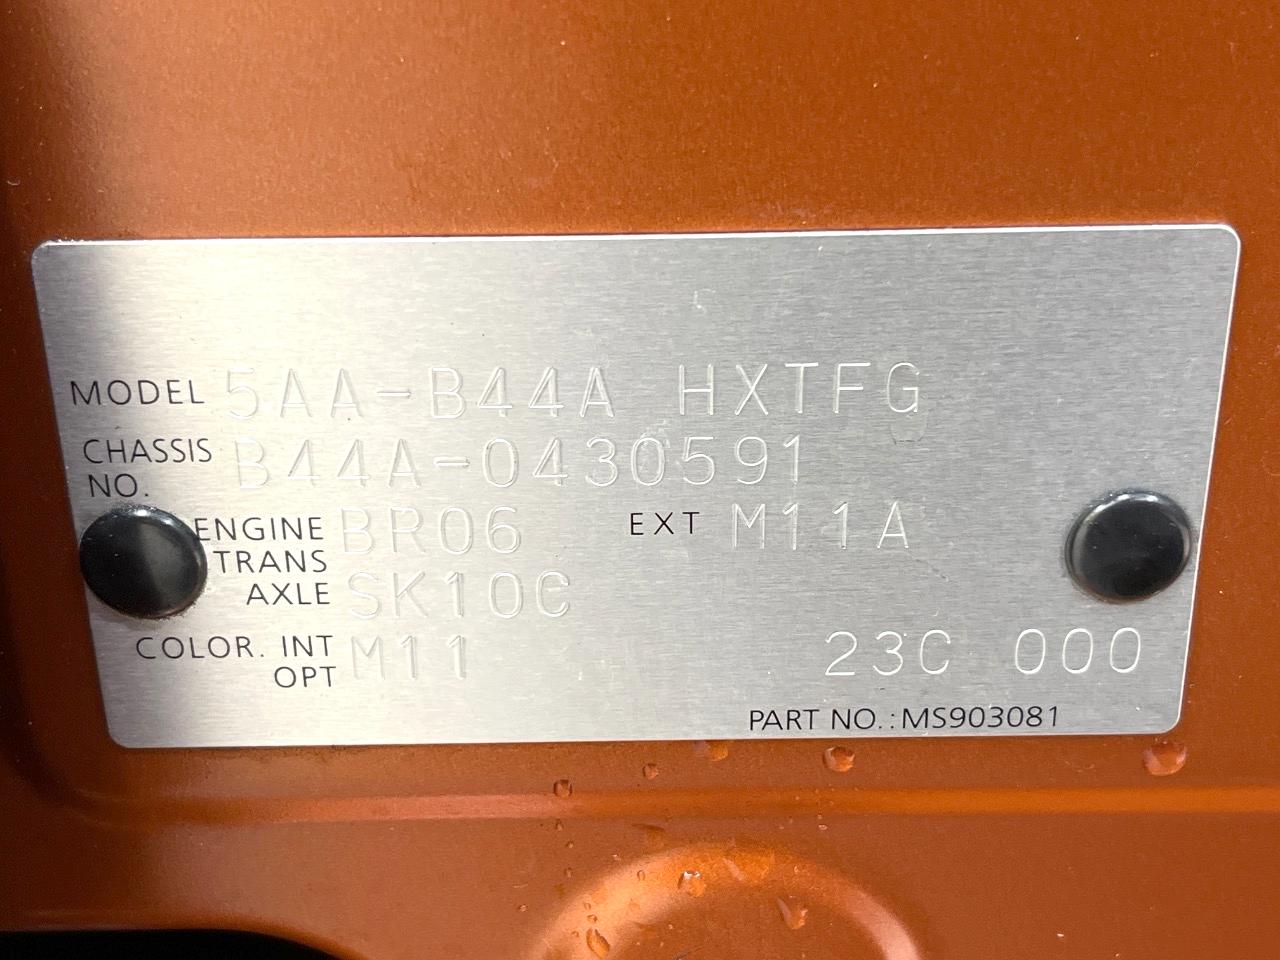 MODEL 5AA-B44A HXTFG
CHASSIS NO. B44A-0430591
ENGINE BR06 EXT M11A
TRANS AXLE SK10C
COLOR. INT M11 23C 000
OPT
PART NO.: MS903081